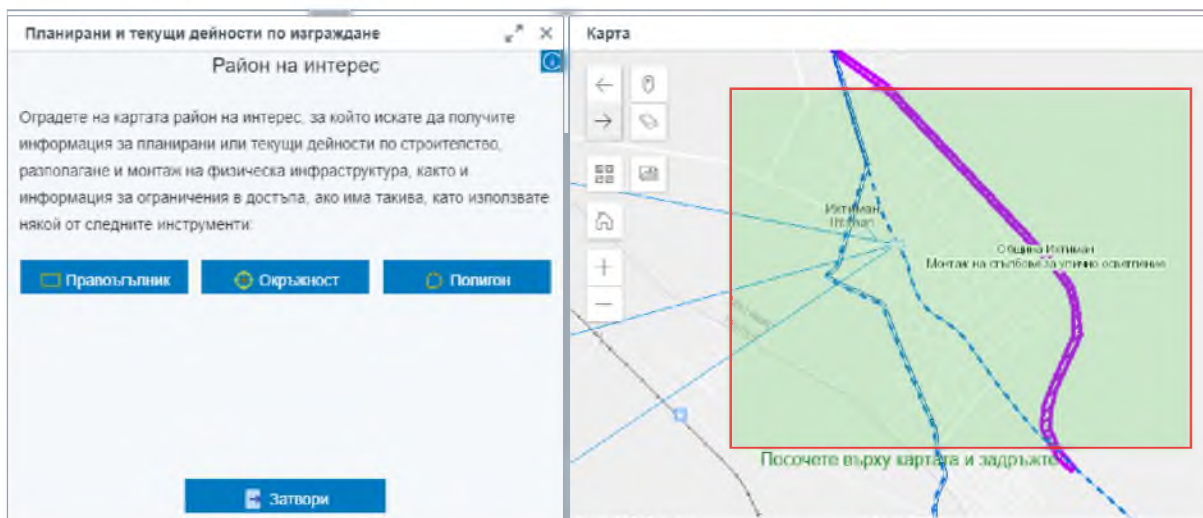 Планирани и текущи дейности по изграждане
Район на интерес
Оградете на картата район на интерес, за който искате да получите
информация за планирани или текущи дейности по строителство,
разполагане и монтаж на физическа инфраструктура, както и
информация за ограничения в достъпа, ако има такива, като използвате
някой от следните инструменти:
Правоъгълник
Окръжност
Полигон
Затвори
Карта
Ихтиман
Ihtiman
Община Ихтиман
Монтаж на стълбове за улично осветление
Посочете върху картата и задръжте